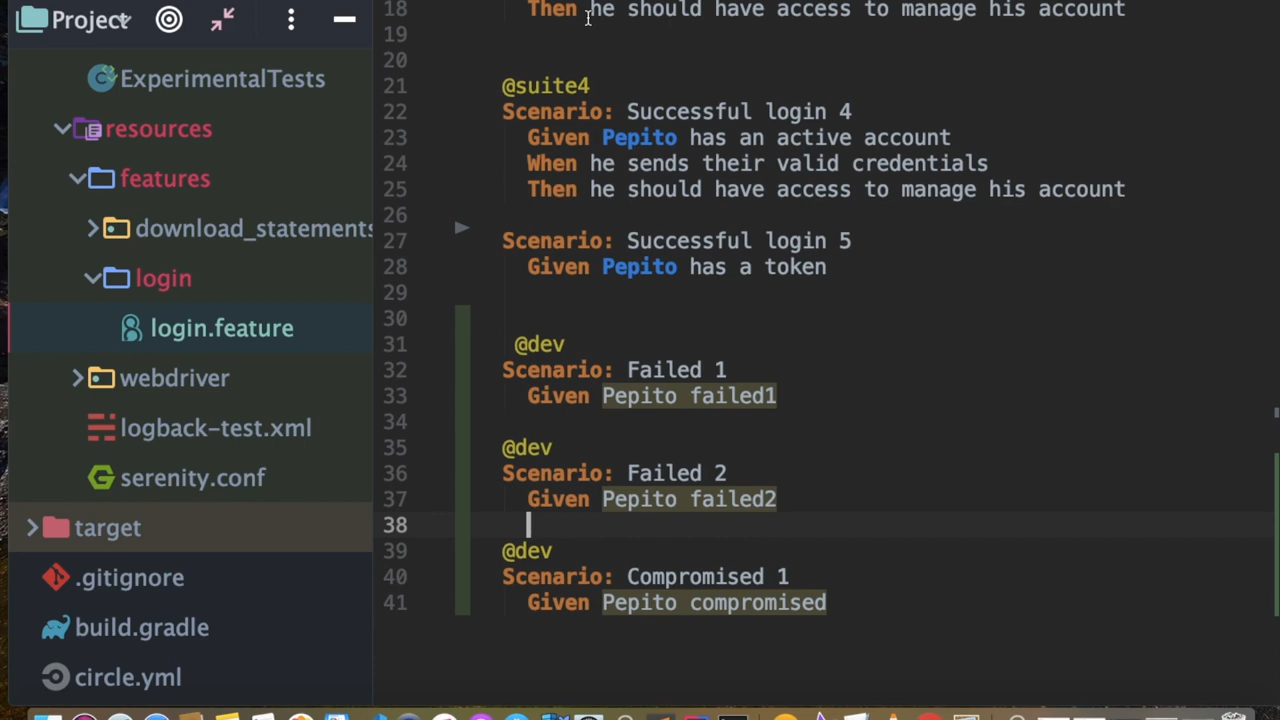 Project
ExperimentalTests
resources
features
download_statements
login
login.feature
webdriver
logback-test.xml
serenity.conf
target
.gitignore
build.gradle
circle.yml
18 Then he should have access to manage his account
19
20
21 @suite4
22 Scenario: Successful login 4
23 Given Pepito has an active account
24 When he sends their valid credentials
25 Then he should have access to manage his account
26
27 Scenario: Successful login 5
28 Given Pepito has a token
29
30
31 @dev
32 Scenario: Failed 1
33 Given Pepito failed1
34
35 @dev
36 Scenario: Failed 2
37 Given Pepito failed2
38
39 @dev
40 Scenario: Compromised 1
41 Given Pepito compromised